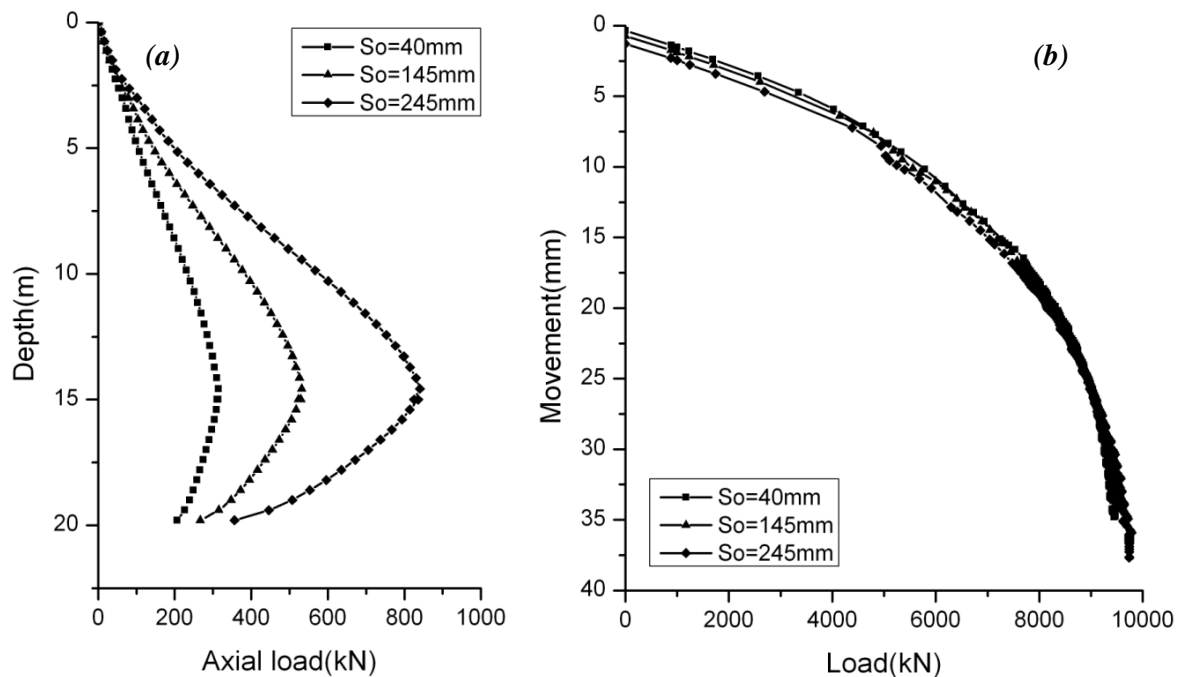 (a)
So=40mm
So=145mm
So=245mm
0
5
10
15
20
Depth(m)
0 200 400 600 800 1000
Axial load(kN)
(b)
0
5
10
15
20
25
30
35
40
Movement(mm)
So=40mm
So=145mm
So=245mm
0 2000 4000 6000 8000 10000
Load(kN)